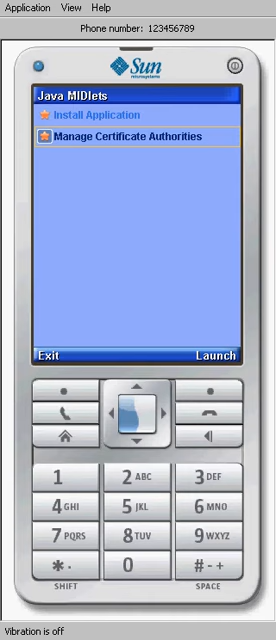 Application View Help
Phone number: 123456789
Sun
microsystems
Java MIDlets
Install Application
Manage Certificate Authorities
Exit Launch
1 2 ABC 3 DEF
4 GHI 5 JKL 6 MNO
7 PQRS 8 TUV 9 WXYZ
* . 0 # - +
SHIFT SPACE
Vibration is off